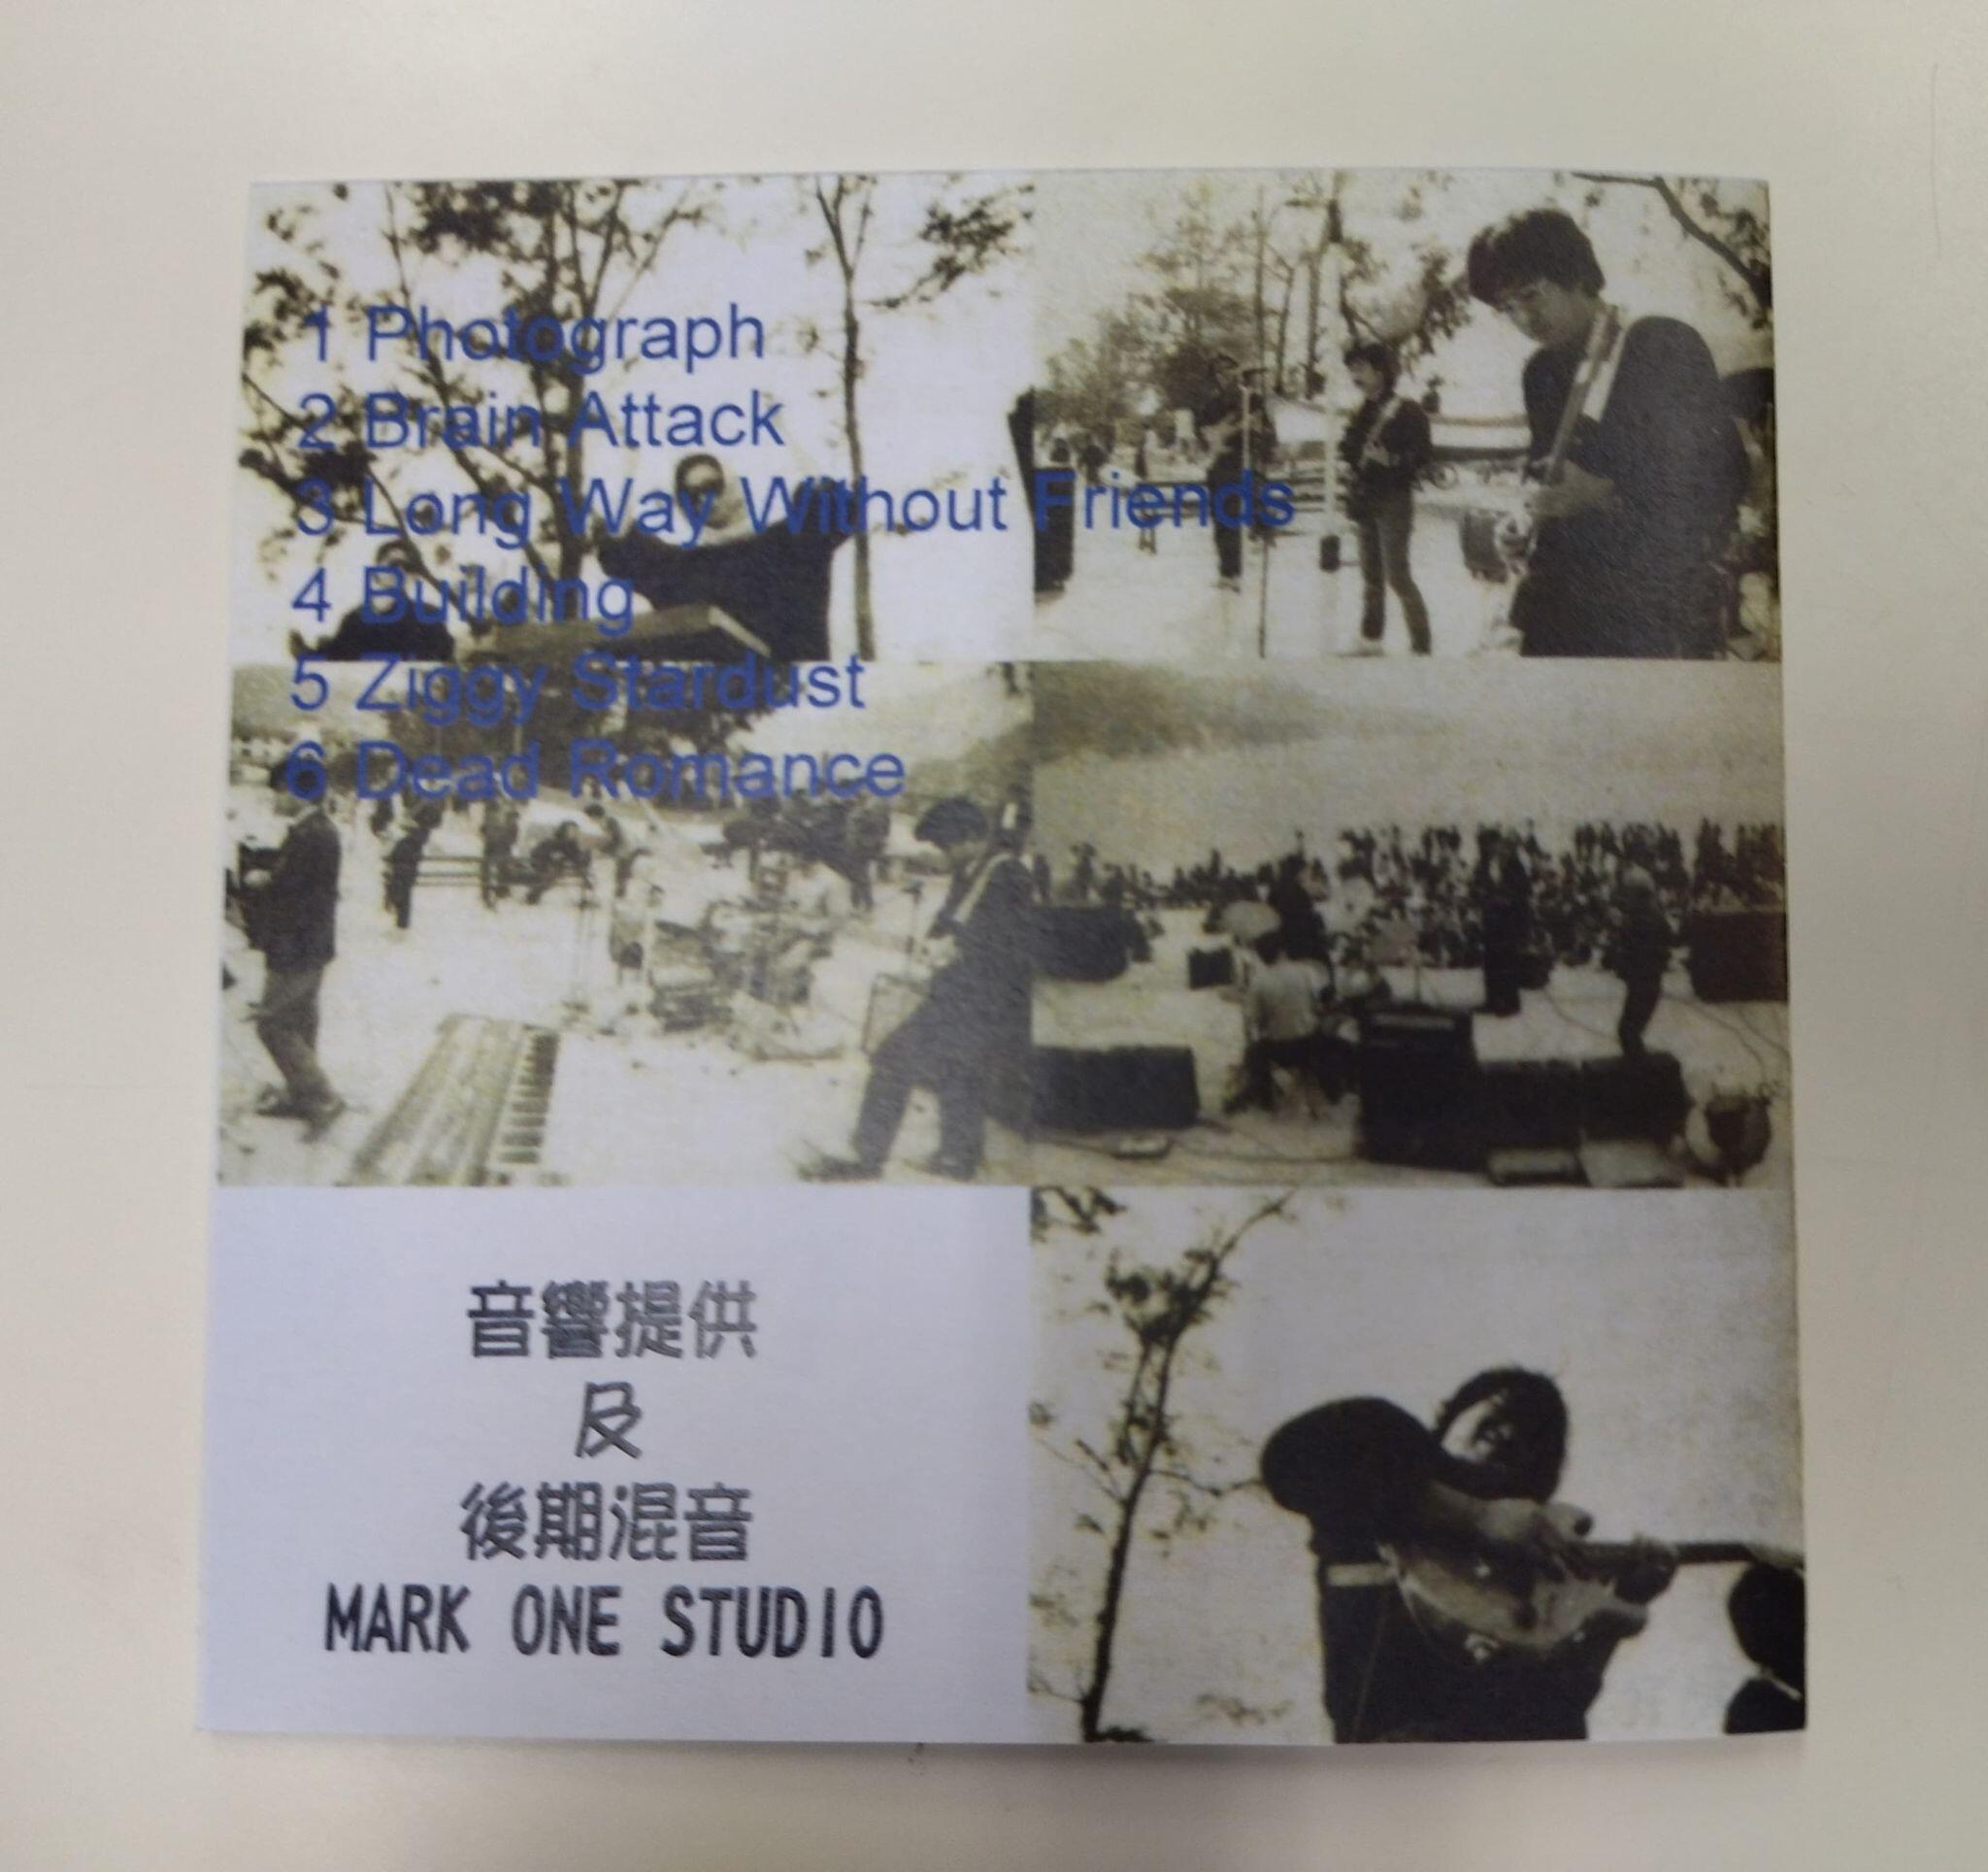 1 Photograph
2 Brain Attack
3 Long Way Without Friends
4 Building
5 Ziggy Stardust
6 Dead Romance
音響提供
及
後期混音
MARK ONE STUDIO